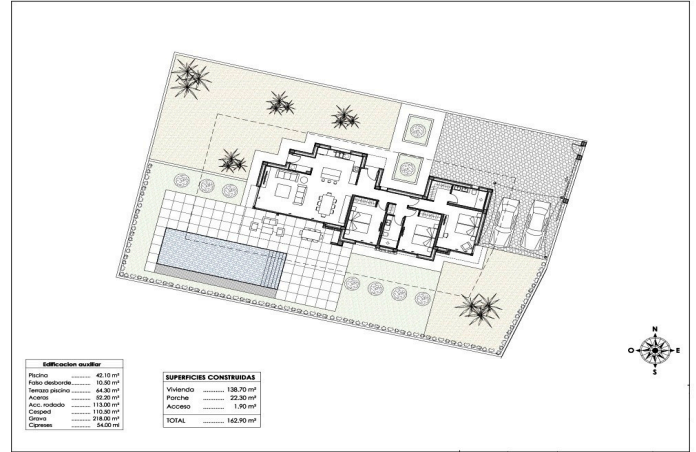 N
O E
S
Edificacion auxiliar
Piscina ............ 42.10 m²
Falso desborde............ 10.50 m²
Terraza piscina ............ 64.30 m²
Aceras ............ 52.20 m²
Acc. rodado ............ 113.00 m²
Cesped ............ 110.50 m²
Grava ............ 218.00 m²
Cipreses ............ 54.00 ml
SUPERFICIES CONSTRUIDAS
Vivienda ............ 138.70 m²
Porche ............ 22.30 m²
Acceso ............ 1.90 m²
TOTAL ............ 162.90 m²